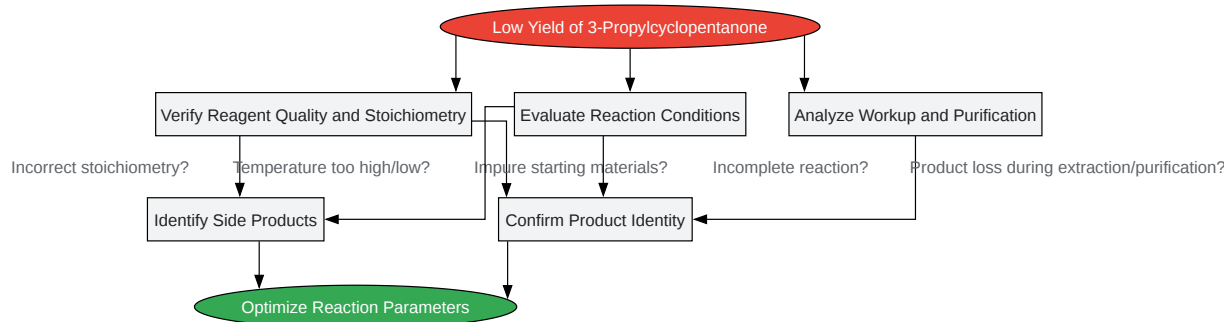 Low Yield of 3-Propylcyclopentanone
Verify Reagent Quality and Stoichiometry
Evaluate Reaction Conditions
Analyze Workup and Purification
Incorrect stoichiometry?
Temperature too high/low?
Impure starting materials?
Incomplete reaction?
Product loss during extraction/purification?
Identify Side Products
Confirm Product Identity
Optimize Reaction Parameters